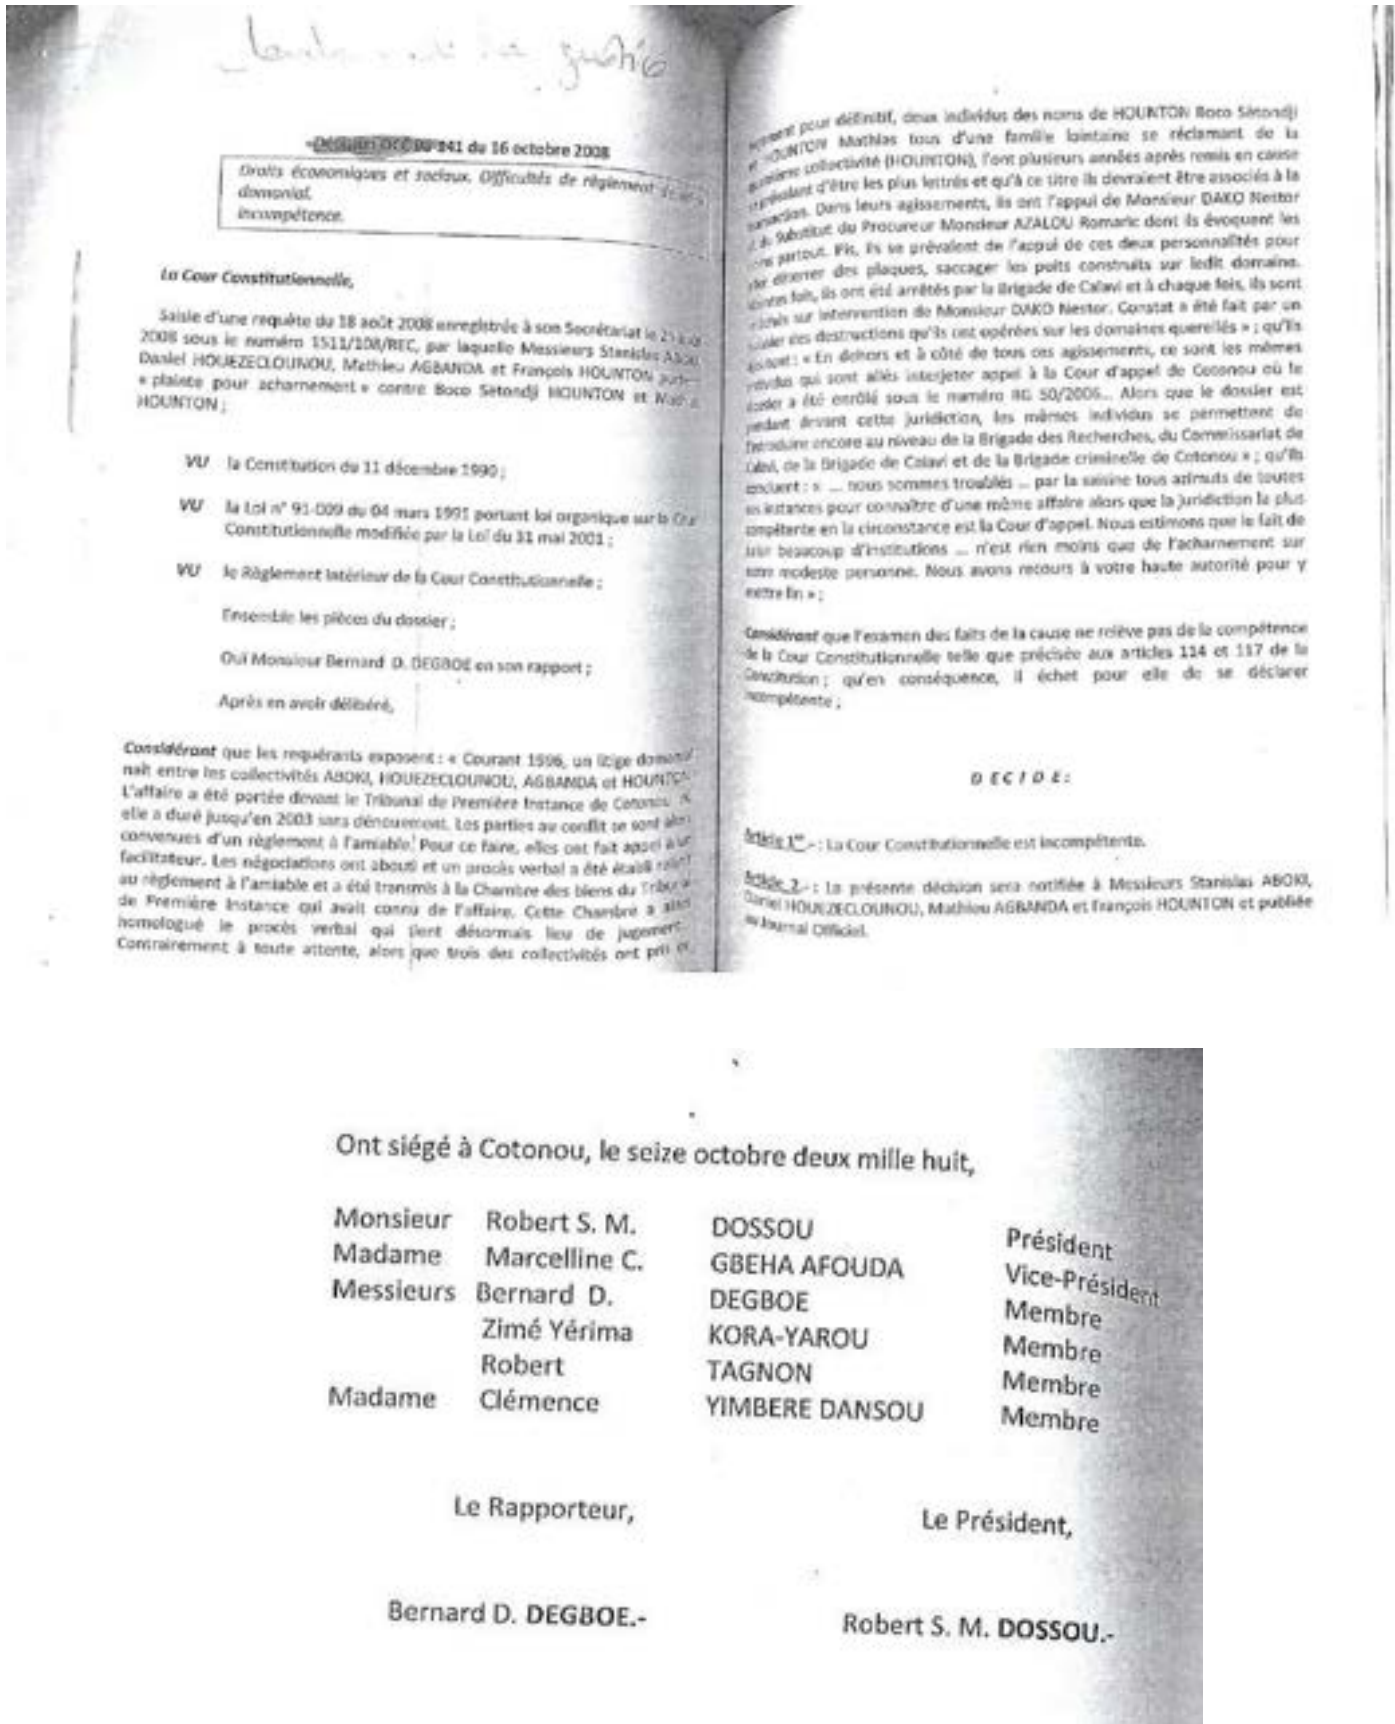 justice
141 du 16 octobre 2008
Droits économiques et sociaux. Difficultés de règlement
domanial.
Incompétence.
La Cour Constitutionnelle,
Saisie d'une requête du 18 août 2008 enregistrée à son Secrétariat le
2008 sous le numéro 1511/108/REC, par laquelle Messieurs Stanislas
Daniel HOUEZECLOUNOU, Mathieu AGBANDA et François HOUNTON
« plainte pour acharnement » contre Boco Sètondji HOUNTON et
HOUNTON ;
VU la Constitution du 11 décembre 1990 ;
VU la Loi n° 91-009 du 04 mars 1991 portant loi organique sur la
Constitutionnelle modifiée par la Loi du 31 mai 2001 ;
VU le Règlement Intérieur de la Cour Constitutionnelle ;
Ensemble les pièces du dossier ;
Ouï Monsieur Bernard D. DEGBOE en son rapport ;
Après en avoir délibéré,
Considérant que les requérants exposent : « Courant 1996, un litige
naît entre les collectivités ABOKI, HOUEZECLOUNOU, AGBANDA et HOUNTON
L'affaire a été portée devant le Tribunal de Première Instance de Cotonou
elle a duré jusqu'en 2003 sans dénouement. Les parties au conflit se sont
convenues d'un règlement à l'amiable. Pour ce faire, elles ont fait appel à
facilitateur. Les négociations ont abouti et un procès verbal a été établi
au règlement à l'amiable et a été transmis à la Chambre des biens du
de Première Instance qui avait connu de l'affaire. Cette Chambre a
homologué le procès verbal qui tient désormais lieu de jugement.
Contrairement à toute attente, alors que trois des collectivités ont pris
pour définitif, deux individus des noms de HOUNTON Boco Sètondji
HOUNTON Mathias tous d'une famille lointaine se réclamant de la
collectivité (HOUNTON), l'ont plusieurs années après remis en cause
d'être les plus lettrés et qu'à ce titre ils devraient être associés à la
Dans leurs agissements, ils ont l'appui de Monsieur DAKO Nestor
du Substitut du Procureur Monsieur AZALOU Romaric dont ils évoquent les
partout. Pis, ils se prévalent de l'appui de ces deux personnalités pour
des plaques, saccager les puits construits sur ledit domaine.
fois, ils ont été arrêtés par la Brigade de Calavi et à chaque fois, ils sont
sur intervention de Monsieur DAKO Nestor. Constat a été fait par un
des destructions qu'ils ont opérées sur les domaines querellés » ; qu'ils
« En dehors et à côté de tous ces agissements, ce sont les mêmes
qui sont allés interjeter appel à la Cour d'appel de Cotonou où le
a été enrôlé sous le numéro RG 50/2006... Alors que le dossier est
pendant devant cette juridiction, les mêmes individus se permettent de
encore au niveau de la Brigade des Recherches, du Commissariat de
Calavi, de la Brigade de Calavi et de la Brigade criminelle de Cotonou » ; qu'ils
concluent : « ... nous sommes troublés ... par la saisine tous azimuts de toutes
instances pour connaître d'une même affaire alors que la juridiction la plus
compétente en la circonstance est la Cour d'appel. Nous estimons que le fait de
beaucoup d'institutions ... n'est rien moins que de l'acharnement sur
notre modeste personne. Nous avons recours à votre haute autorité pour y
mettre fin » ;
Considérant que l'examen des faits de la cause ne relève pas de la compétence
de la Cour Constitutionnelle telle que précisée aux articles 114 et 117 de la
Constitution ; qu'en conséquence, il échet pour elle de se déclarer
incompétente ;
D E C I D E :
Article 1er.- : La Cour Constitutionnelle est incompétente.
Article 2.- : La présente décision sera notifiée à Messieurs Stanislas ABOKI,
Daniel HOUEZECLOUNOU, Mathieu AGBANDA et François HOUNTON et publiée
au Journal Officiel.
Ont siégé à Cotonou, le seize octobre deux mille huit,
Monsieur Robert S. M. DOSSOU Président
Madame Marcelline C. GBEHA AFOUDA Vice-Président
Messieurs Bernard D. DEGBOE Membre
Zimé Yérima KORA-YAROU Membre
Robert TAGNON Membre
Madame Clémence YIMBERE DANSOU Membre
Le Rapporteur, Le Président,
Bernard D. DEGBOE.- Robert S. M. DOSSOU.-